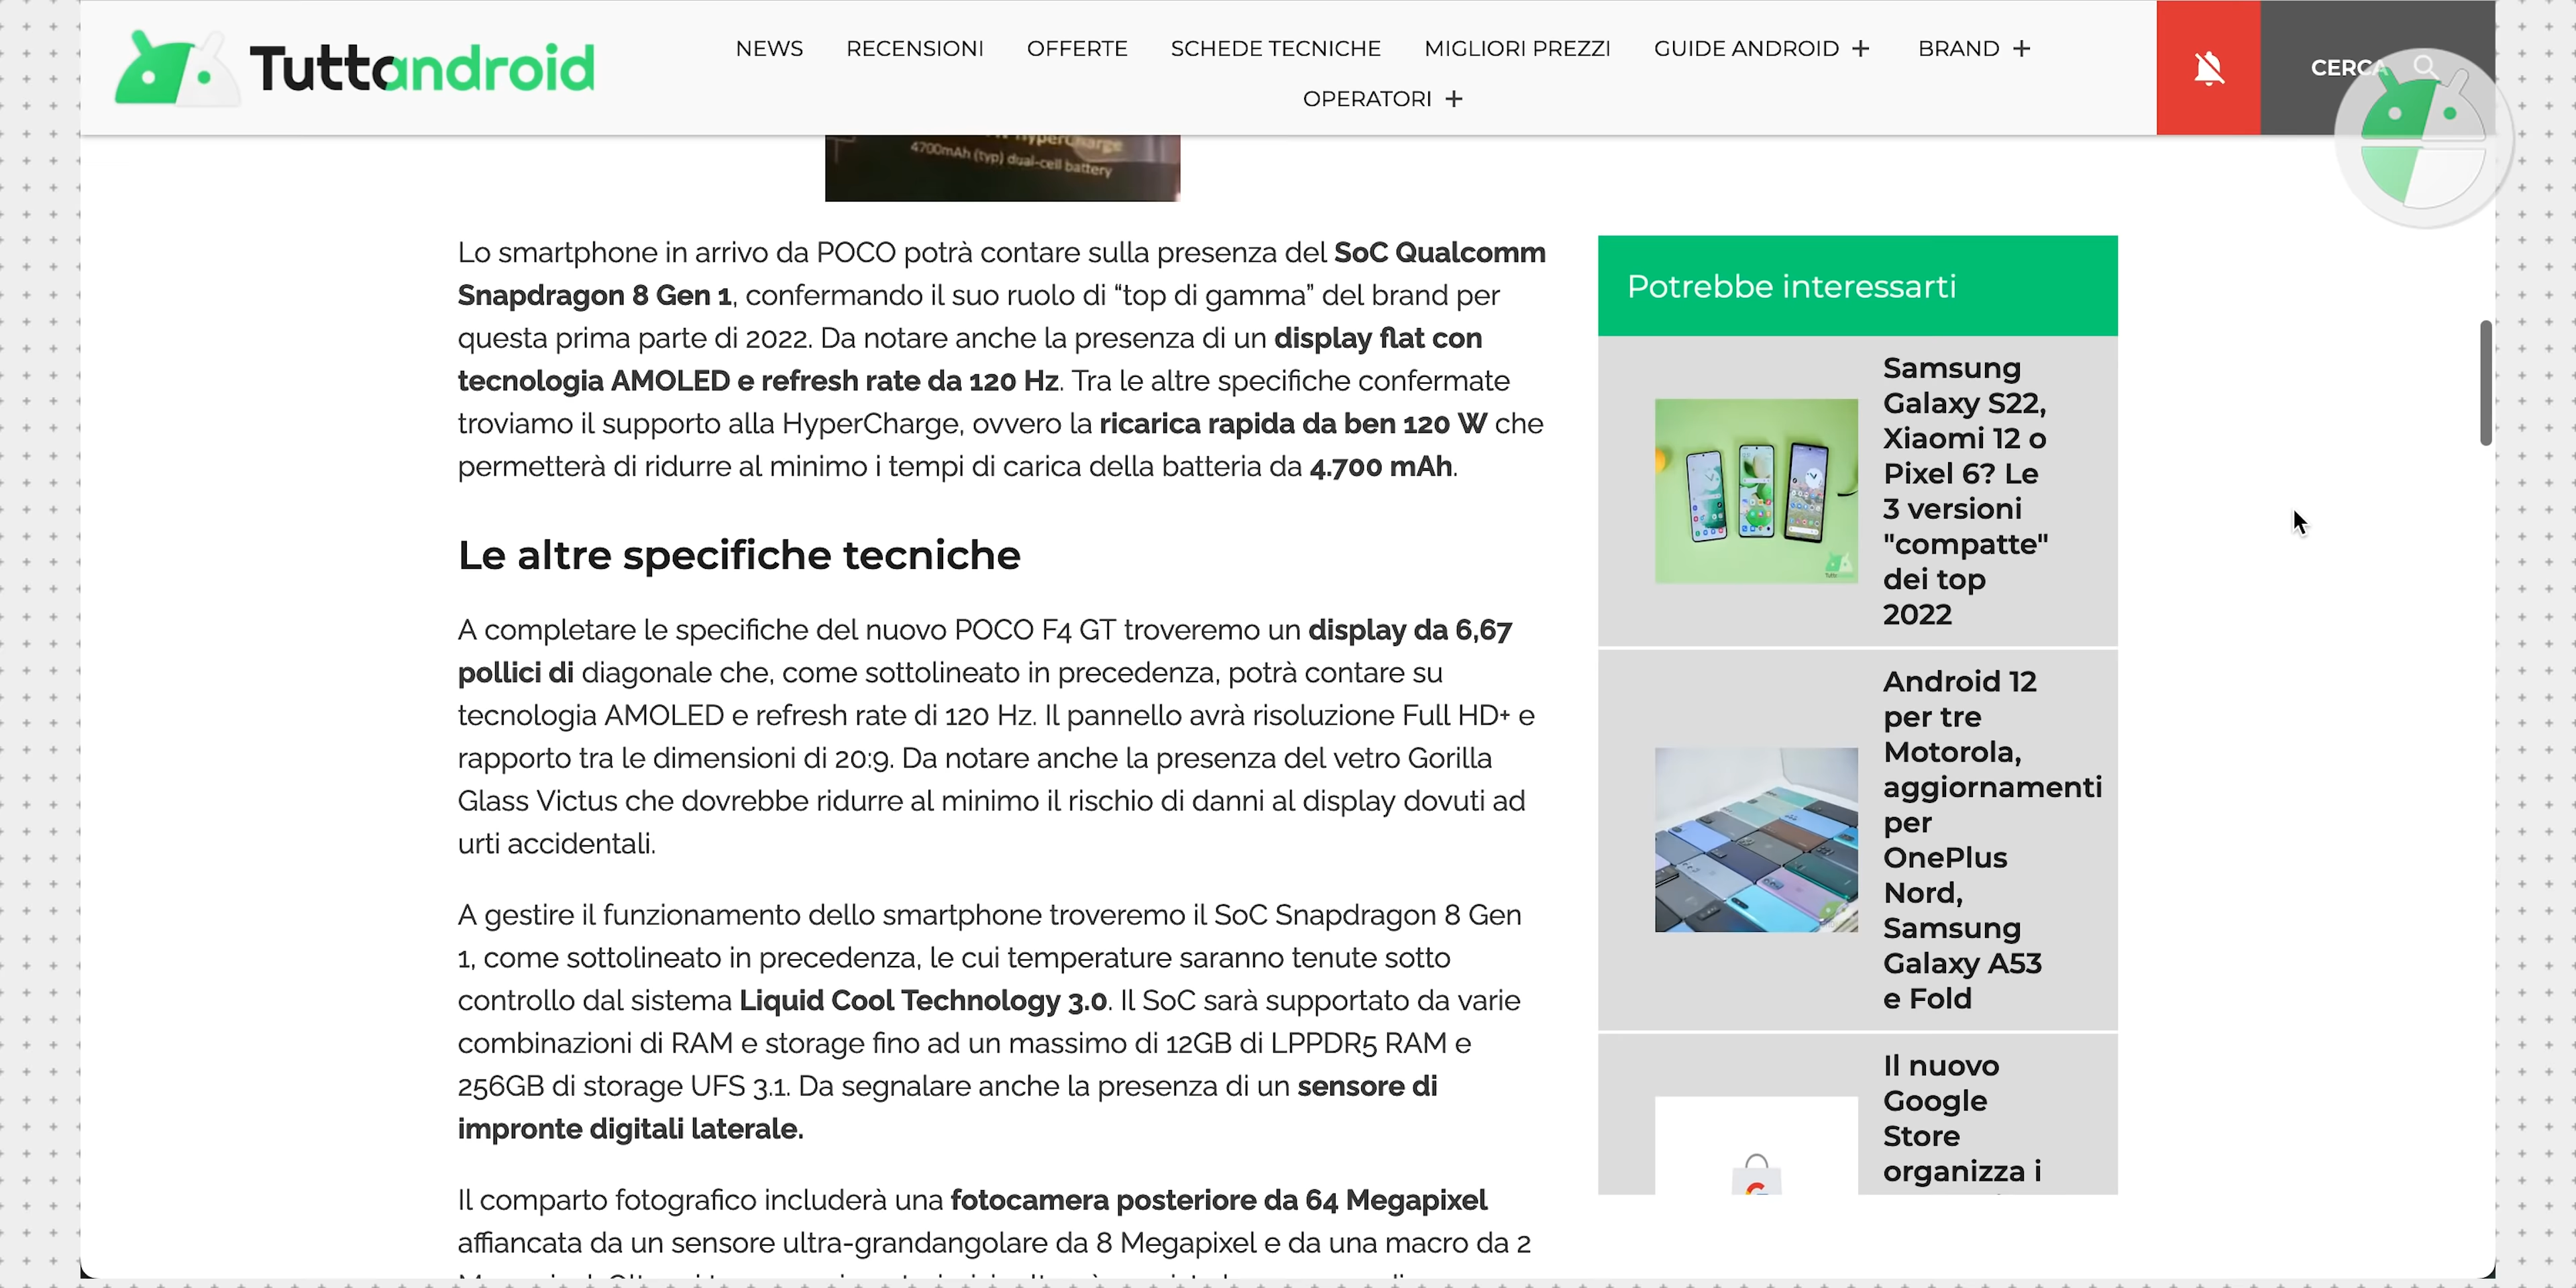 Tuttoandroid
NEWS RECENSIONI OFFERTE SCHEDE TECNICHE MIGLIORI PREZZI GUIDE ANDROID + BRAND +
OPERATORI +
CERCA
HyperCharge
4700mAh (typ) dual-cell battery
Lo smartphone in arrivo da POCO potrà contare sulla presenza del SoC Qualcomm
Snapdragon 8 Gen 1, confermando il suo ruolo di “top di gamma” del brand per
questa prima parte di 2022. Da notare anche la presenza di un display flat con
tecnologia AMOLED e refresh rate da 120 Hz. Tra le altre specifiche confermate
troviamo il supporto alla HyperCharge, ovvero la ricarica rapida da ben 120 W che
permetterà di ridurre al minimo i tempi di carica della batteria da 4.700 mAh.
Le altre specifiche tecniche
A completare le specifiche del nuovo POCO F4 GT troveremo un display da 6,67
pollici di diagonale che, come sottolineato in precedenza, potrà contare su
tecnologia AMOLED e refresh rate di 120 Hz. Il pannello avrà risoluzione Full HD+ e
rapporto tra le dimensioni di 20:9. Da notare anche la presenza del vetro Gorilla
Glass Victus che dovrebbe ridurre al minimo il rischio di danni al display dovuti ad
urti accidentali.
A gestire il funzionamento dello smartphone troveremo il SoC Snapdragon 8 Gen
1, come sottolineato in precedenza, le cui temperature saranno tenute sotto
controllo dal sistema Liquid Cool Technology 3.0. Il SoC sarà supportato da varie
combinazioni di RAM e storage fino ad un massimo di 12GB di LPPDR5 RAM e
256GB di storage UFS 3.1. Da segnalare anche la presenza di un sensore di
impronte digitali laterale.
Il comparto fotografico includerà una fotocamera posteriore da 64 Megapixel
affiancata da un sensore ultra-grandangolare da 8 Megapixel e da una macro da 2
Potrebbe interessarti
Samsung
Galaxy S22,
Xiaomi 12 o
Pixel 6? Le
3 versioni
"compatte"
dei top
2022
Android 12
per tre
Motorola,
aggiornamenti
per
OnePlus
Nord,
Samsung
Galaxy A53
e Fold
Il nuovo
Google
Store
organizza i